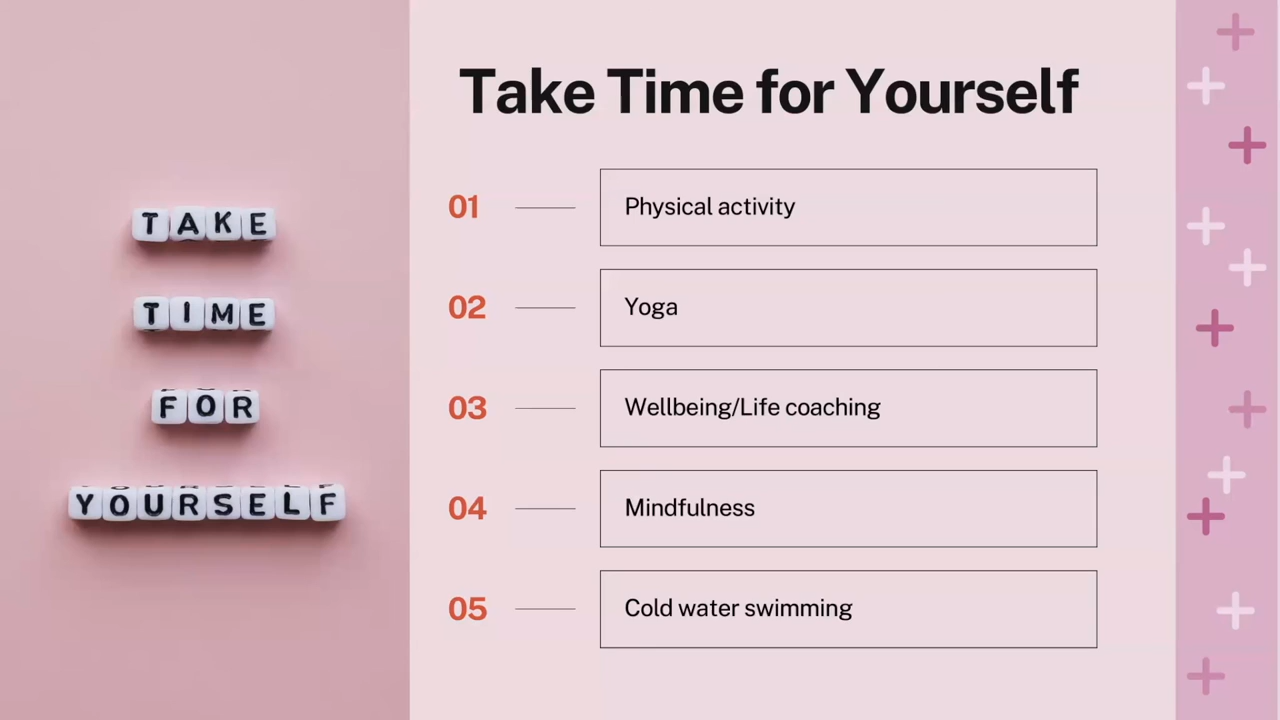 TAKE
TIME
FOR
YOURSELF
Take Time for Yourself
01 Physical activity
02 Yoga
03 Wellbeing/Life coaching
04 Mindfulness
05 Cold water swimming